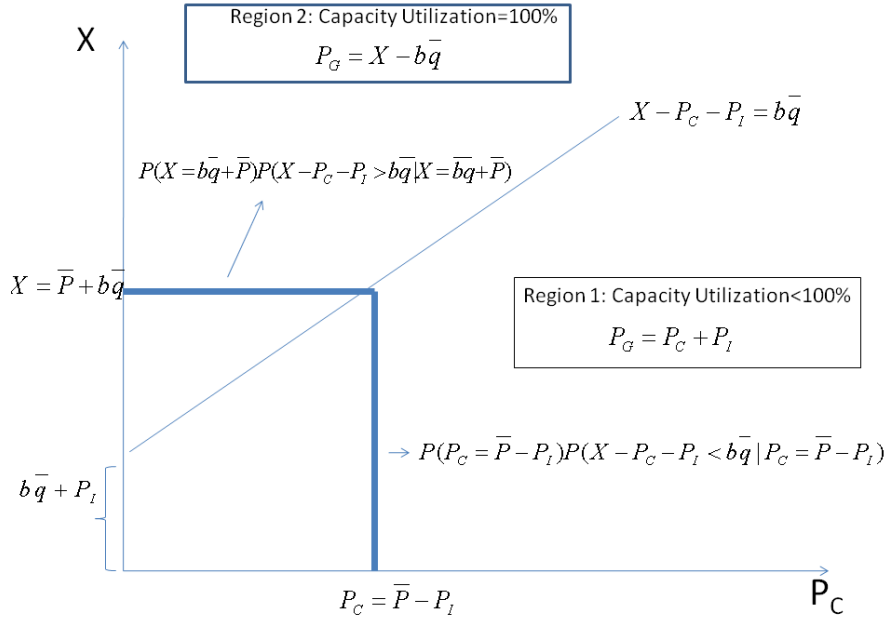 X
Region 2: Capacity Utilization=100%
P_G = X − bq̅
X − P_C − P_I = bq̅
P(X = bq̅ + P̅)P(X − P_C − P_I > bq̅|X = b̅q̅ + P̅)
X = P̅ + bq̅
Region 1: Capacity Utilization<100%
P_G = P_C + P_I
P(P_C = P̅ − P_I)P(X − P_C − P_I < bq̅ | P_C = P̅ − P_I)
bq̅ + P_I
P_C = P̅ − P_I
P_C